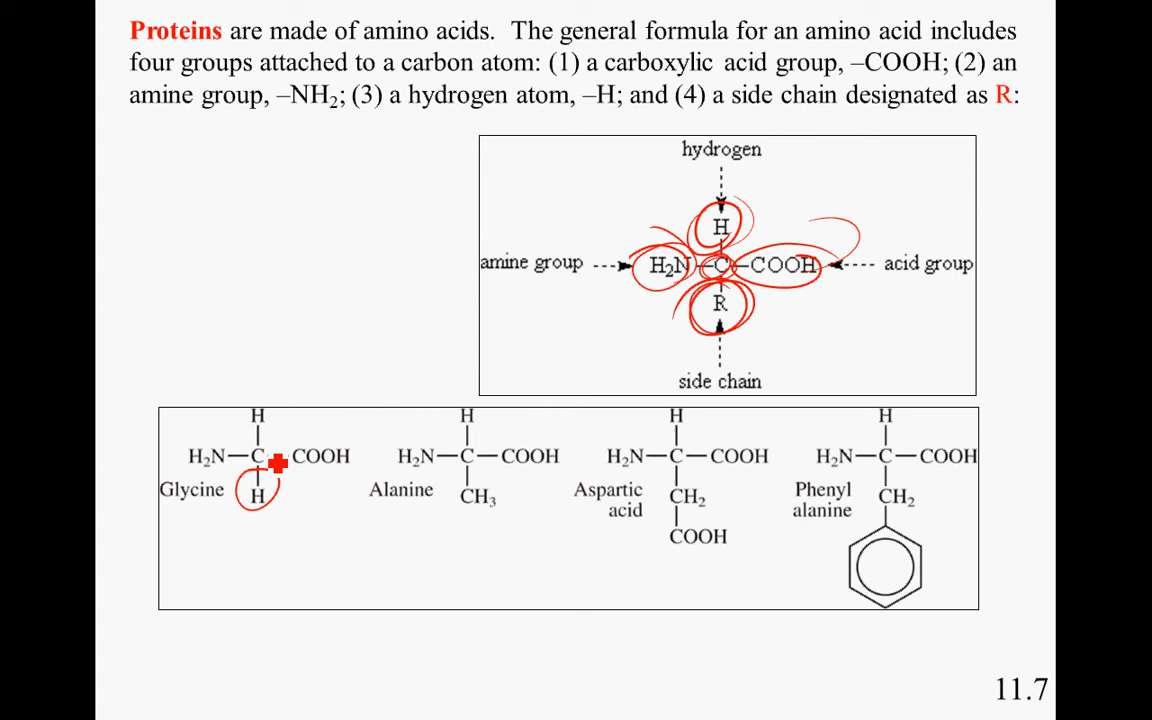 Proteins are made of amino acids. The general formula for an amino acid includes
four groups attached to a carbon atom: (1) a carboxylic acid group, –COOH; (2) an
amine group, –NH₂; (3) a hydrogen atom, –H; and (4) a side chain designated as R:
hydrogen
H
amine group H₂N–C–COOH acid group
R
side chain
H H H H
H₂N–C COOH H₂N–C–COOH H₂N–C–COOH H₂N–C–COOH
Glycine H Alanine CH₃ Aspartic CH₂ Phenyl CH₂
acid alanine
COOH
11.7